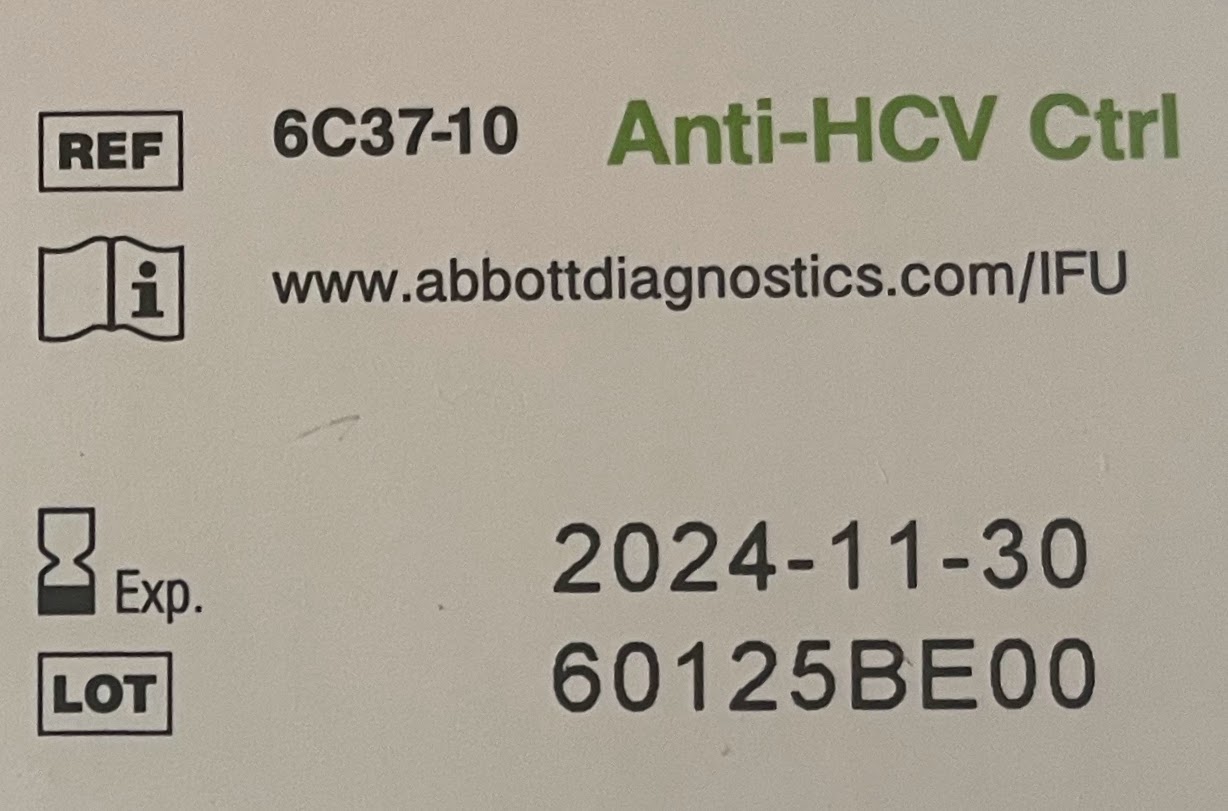 REF 6C37-10 Anti-HCV Ctrl
i www.abbottdiagnostics.com/IFU
Exp. 2024-11-30
LOT 60125BE00